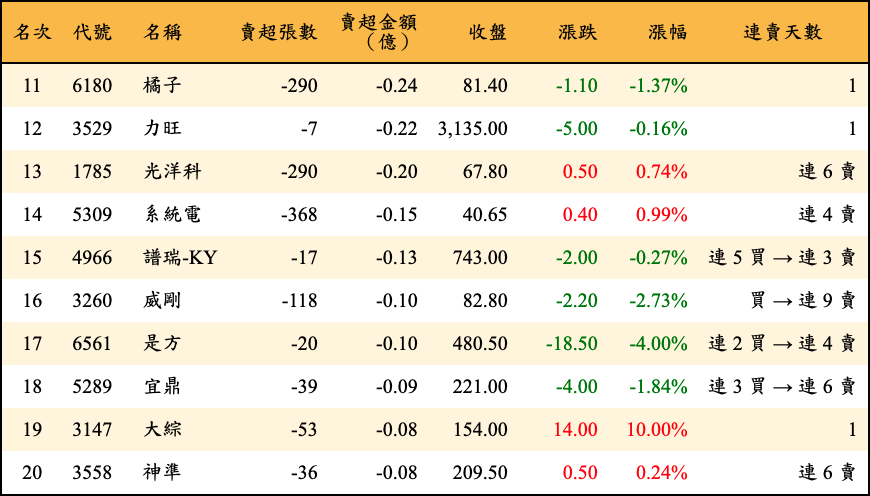 名次 代號 名稱 賣超張數 賣超金額（億） 收盤 漲跌 漲幅 連賣天數
11 6180 橘子 -290 -0.24 81.40 -1.10 -1.37% 1
12 3529 力旺 -7 -0.22 3,135.00 -5.00 -0.16% 1
13 1785 光洋科 -290 -0.20 67.80 0.50 0.74% 連 6 賣
14 5309 系統電 -368 -0.15 40.65 0.40 0.99% 連 4 賣
15 4966 譜瑞-KY -17 -0.13 743.00 -2.00 -0.27% 連 5 買 → 連 3 賣
16 3260 威剛 -118 -0.10 82.80 -2.20 -2.73% 買 → 連 9 賣
17 6561 是方 -20 -0.10 480.50 -18.50 -4.00% 連 2 買 → 連 4 賣
18 5289 宜鼎 -39 -0.09 221.00 -4.00 -1.84% 連 3 買 → 連 6 賣
19 3147 大綜 -53 -0.08 154.00 14.00 10.00% 1
20 3558 神準 -36 -0.08 209.50 0.50 0.24% 連 6 賣